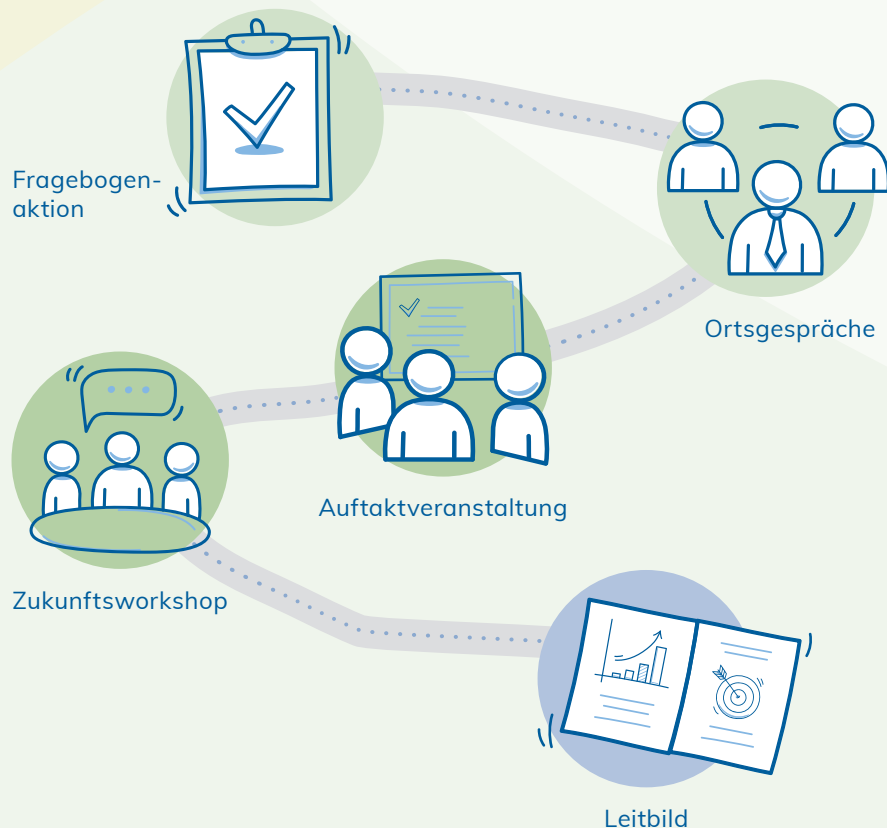 Fragebogen-
aktion
Ortsgespräche
Auftaktveranstaltung
Zukunftsworkshop
Leitbild